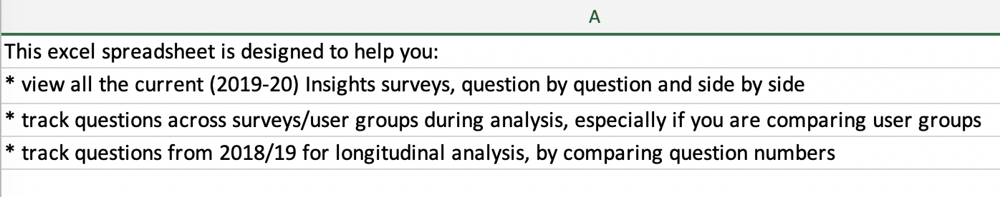 A
This excel spreadsheet is designed to help you:
* view all the current (2019-20) Insights surveys, question by question and side by side
* track questions across surveys/user groups during analysis, especially if you are comparing user groups
* track questions from 2018/19 for longitudinal analysis, by comparing question numbers